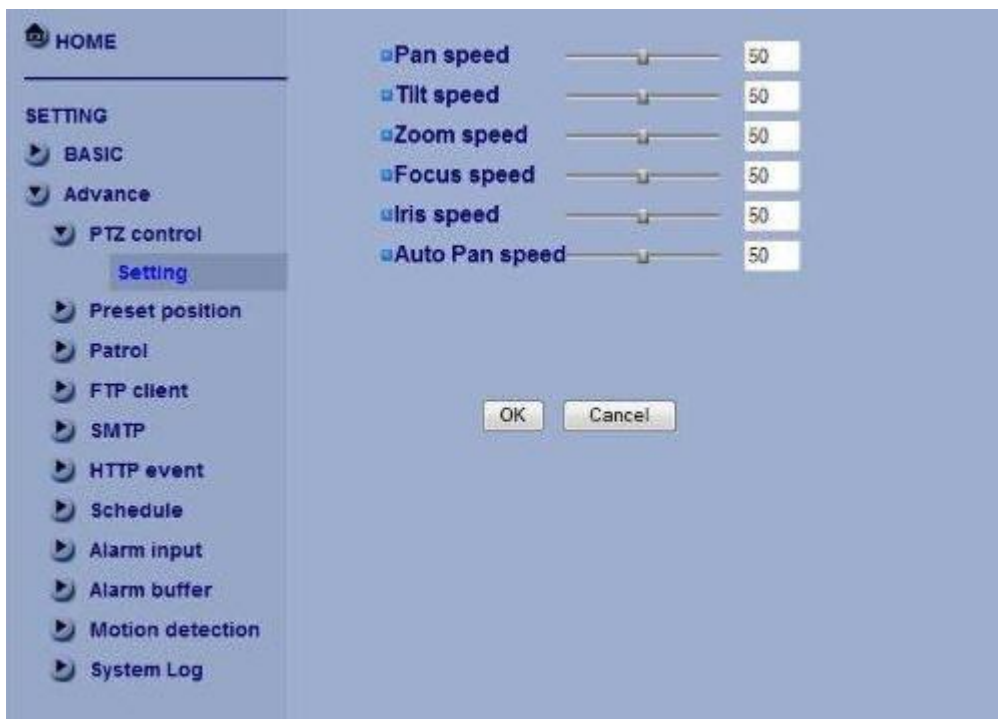 HOME
SETTING
BASIC
Advance
PTZ control
Setting
Preset position
Patrol
FTP client
SMTP
HTTP event
Schedule
Alarm input
Alarm buffer
Motion detection
System Log
Pan speed 50
Tilt speed 50
Zoom speed 50
Focus speed 50
Iris speed 50
Auto Pan speed 50
OK Cancel